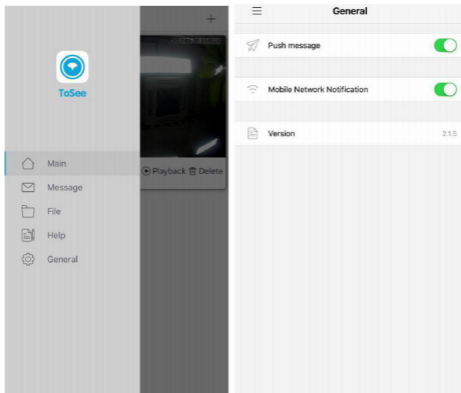 ToSee
Main
Message
File
Help
General
+
Playback Delete
General
Push message
Mobile Network Notification
Version 2.1.5